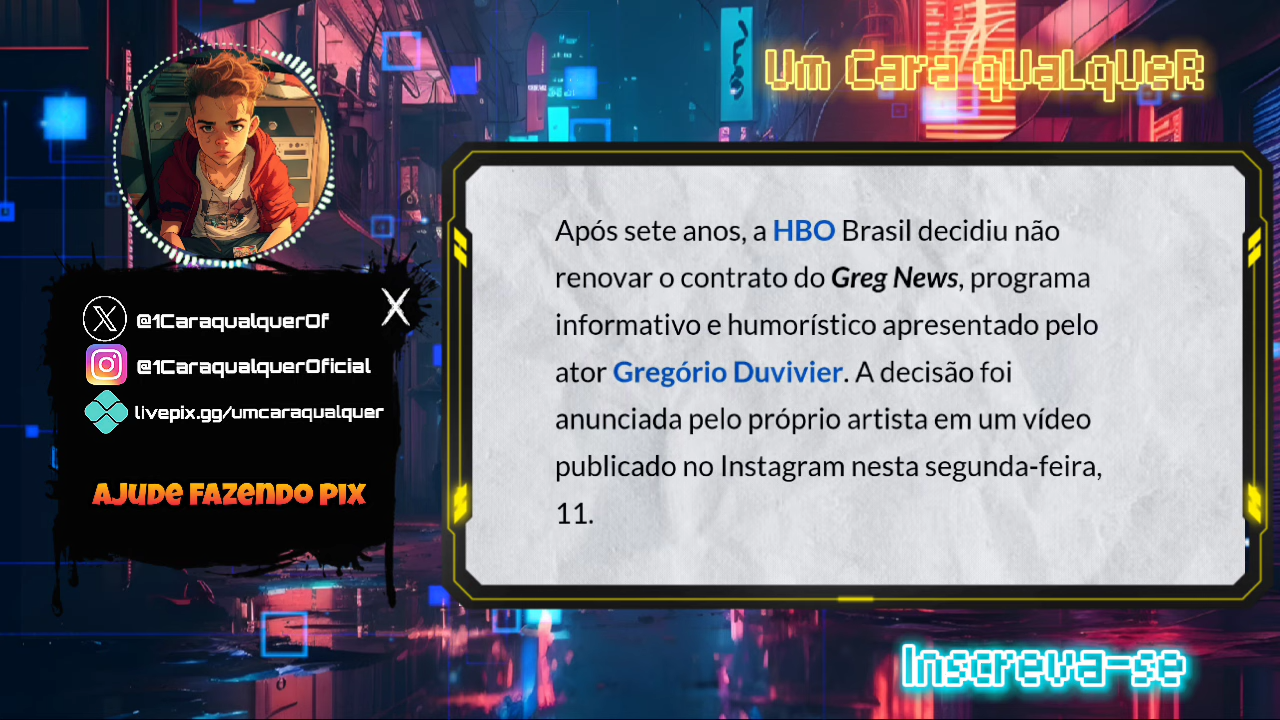 Um Cara qUaLqUeR
Após sete anos, a HBO Brasil decidiu não
renovar o contrato do Greg News, programa
informativo e humorístico apresentado pelo
ator Gregório Duvivier. A decisão foi
anunciada pelo próprio artista em um vídeo
publicado no Instagram nesta segunda-feira,
11.
@1CaraqualquerOf
@1CaraqualquerOficial
livepix.gg/umcaraqualquer
Ajude Fazendo Pix
Inscreva-se